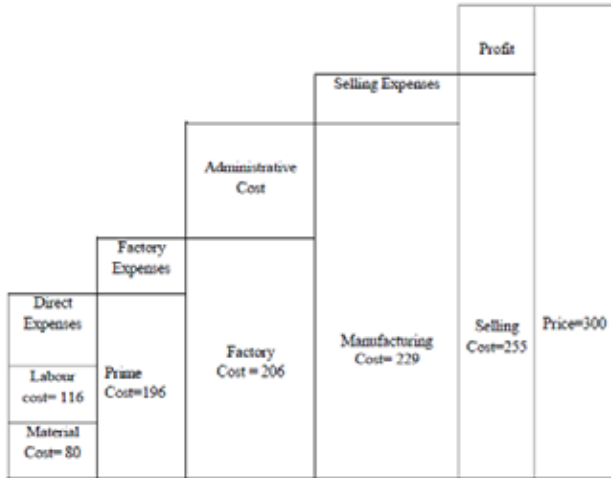 Profit
Selling Expenses
Administrative
Cost
Factory
Expenses
Direct
Expenses
Labour
cost= 116
Material
Cost= 80
Prime
Cost=196
Factory
Cost = 206
Manufacturing
Cost= 229
Selling
Cost=255
Price=300